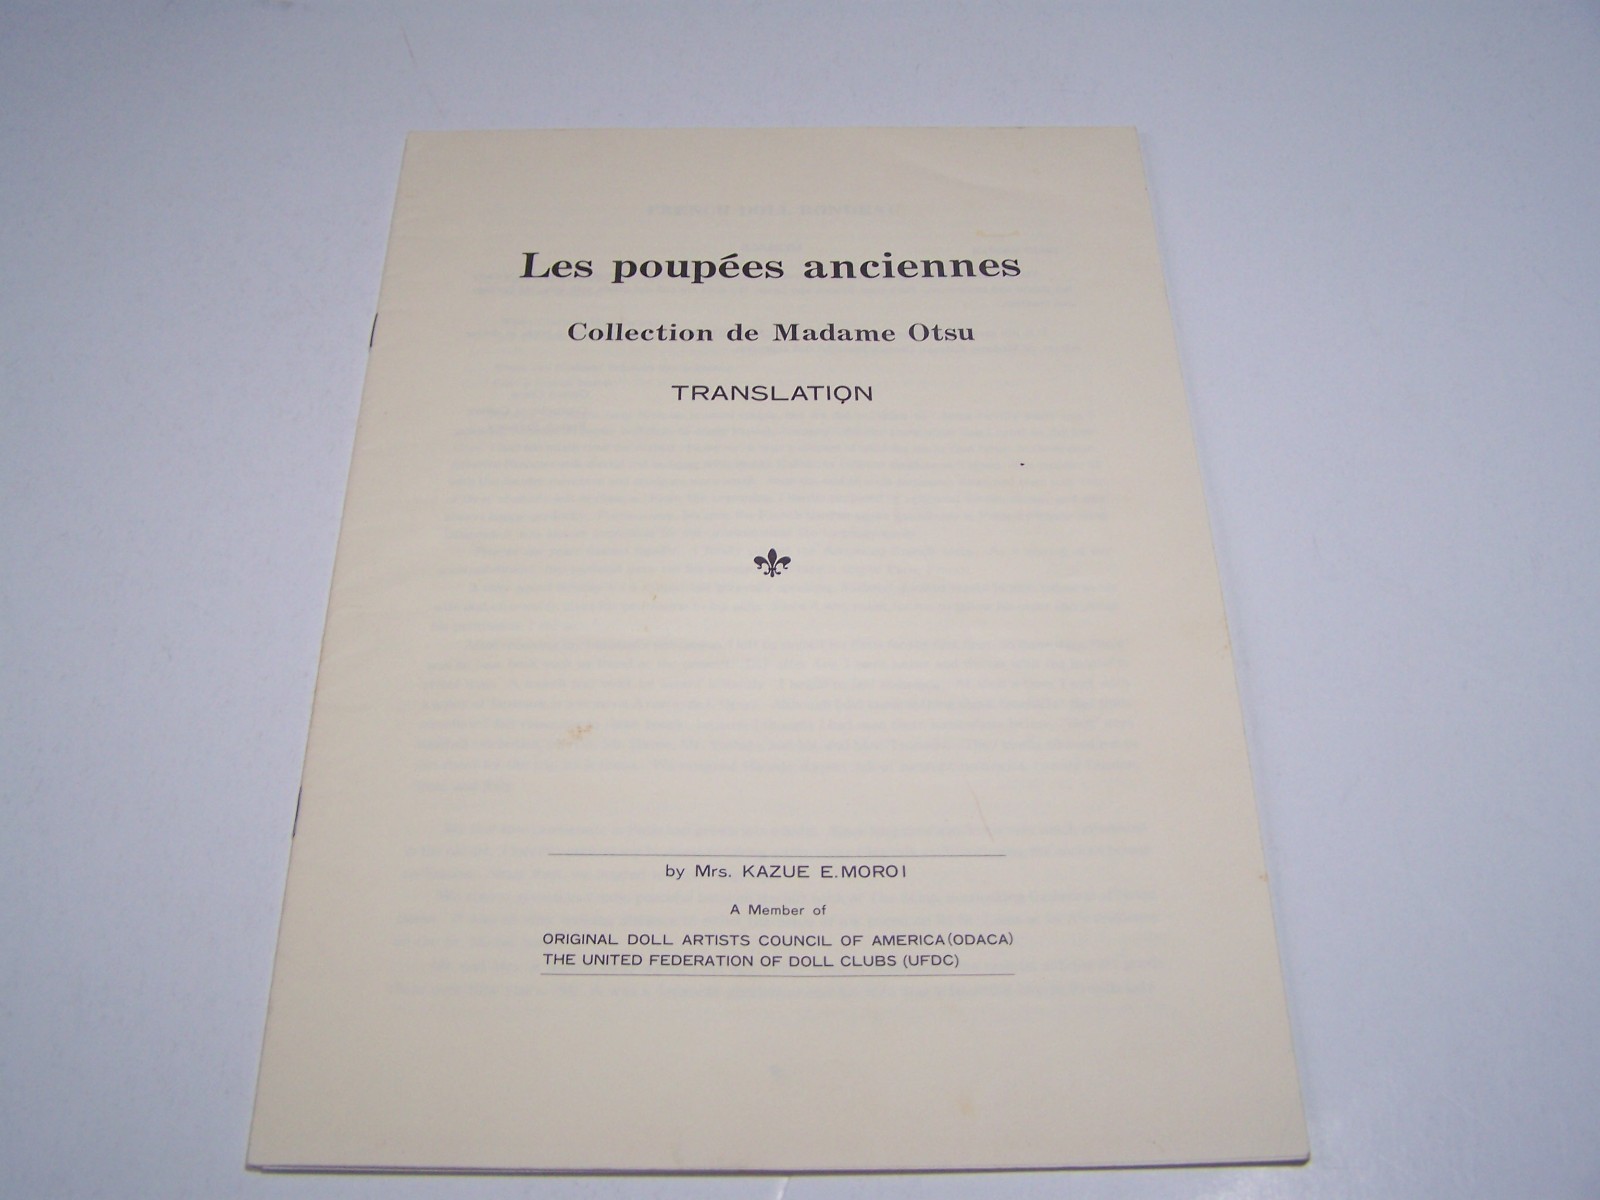 Les poupées anciennes
Collection de Madame Otsu
TRANSLATION
by Mrs. KAZUE E. MOROI
A Member of
ORIGINAL DOLL ARTISTS COUNCIL OF AMERICA (ODACA)
THE UNITED FEDERATION OF DOLL CLUBS (UFDC)